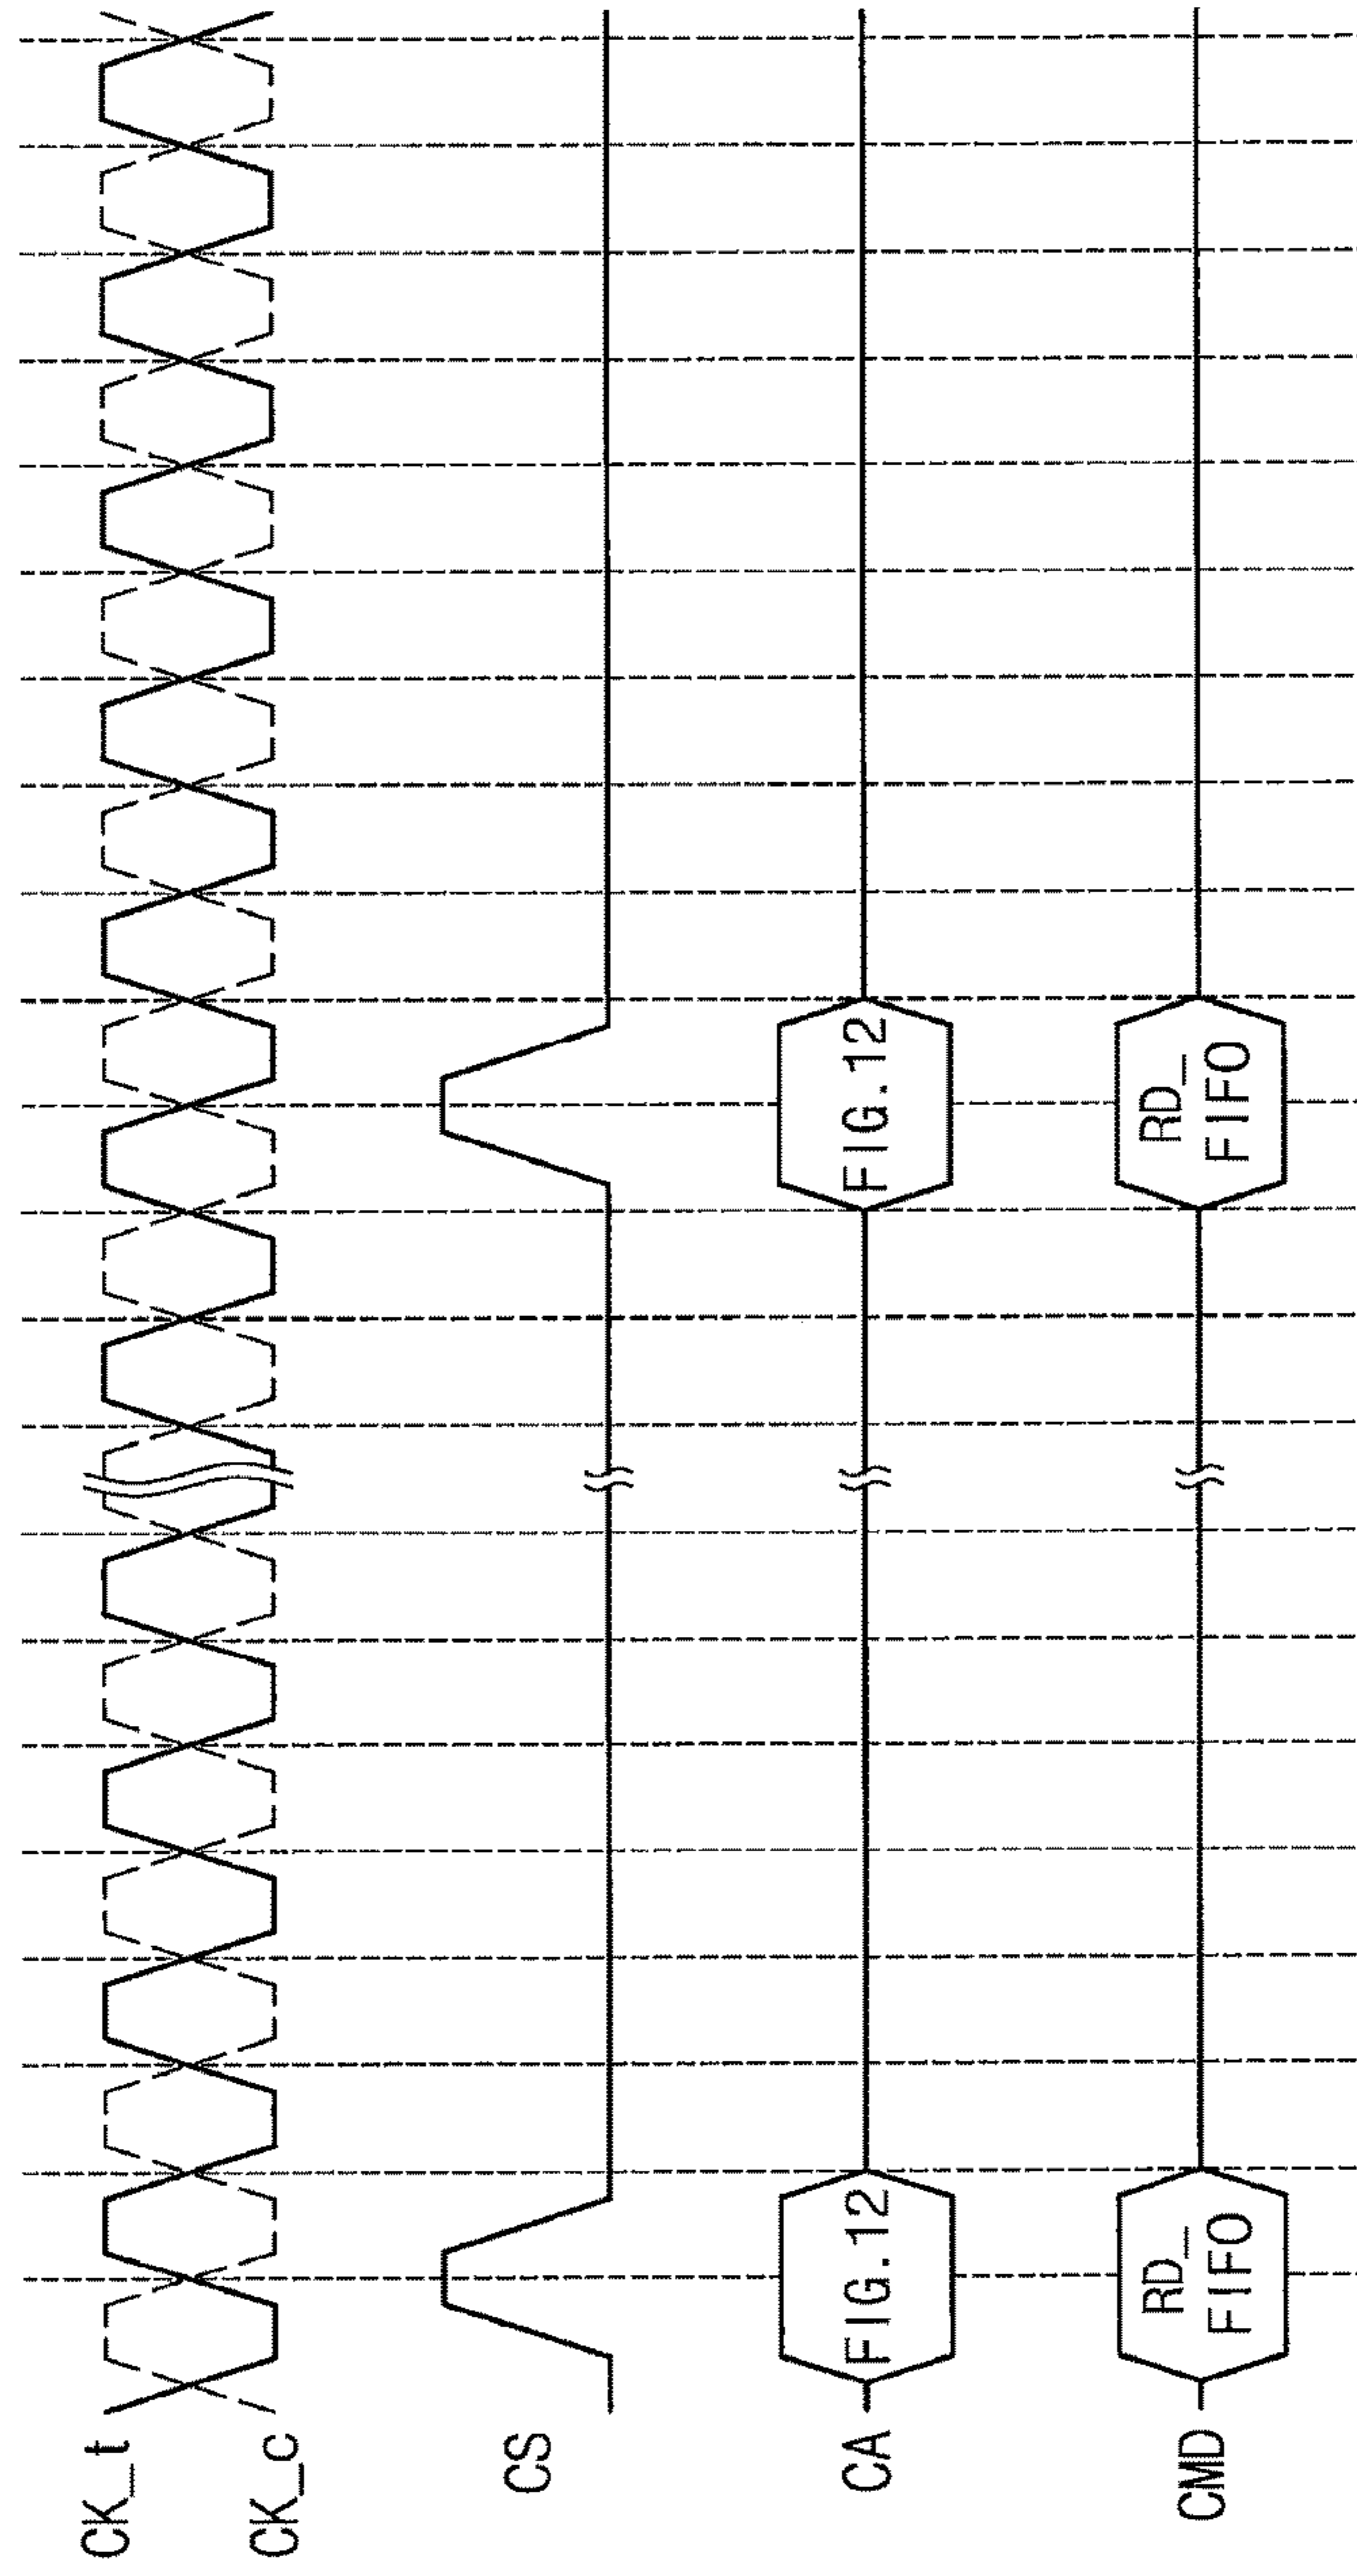 CK_t
CK_c
CS
CA
FIG.12
FIG.12
CMD
RD_
FIFO
RD_
FIFO